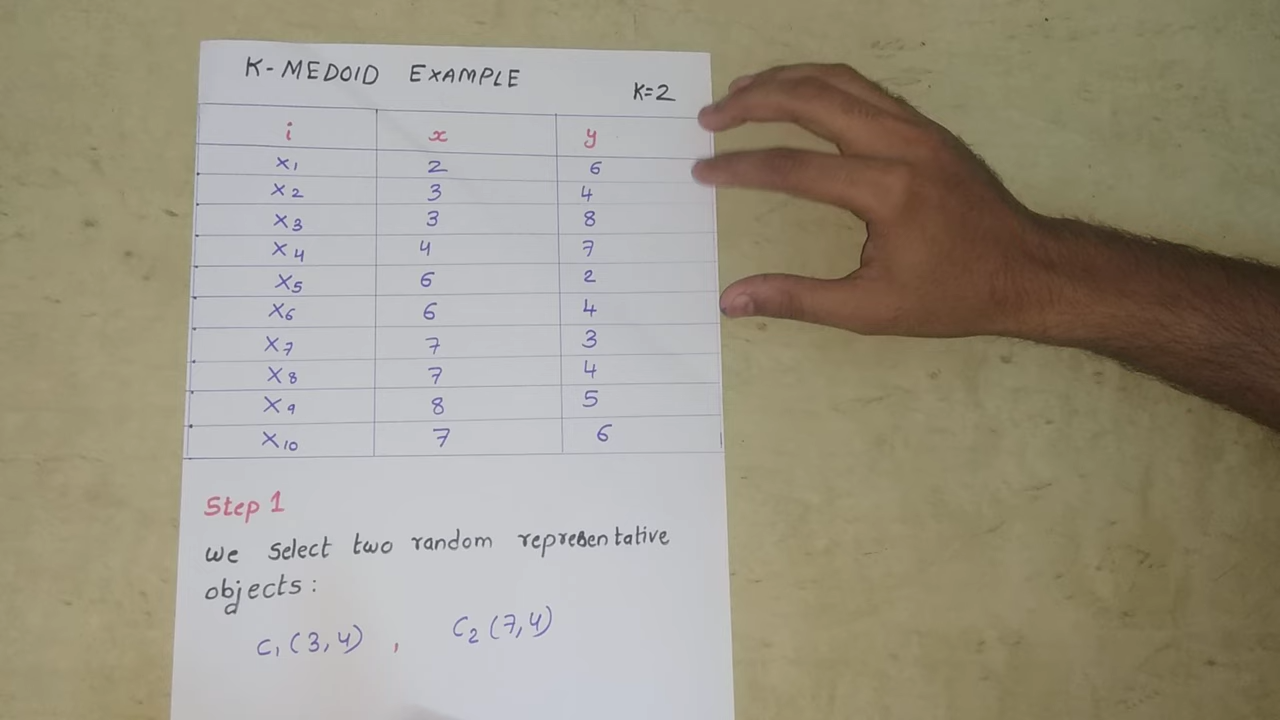 K-MEDOID EXAMPLE K=2
i x y
X1 2 6
X2 3 4
X3 3 8
X4 4 7
X5 6 2
X6 6 4
X7 7 3
X8 7 4
X9 8 5
X10 7 6
Step 1
we select two random representative
objects:
C1 (3,4) , C2 (7,4)